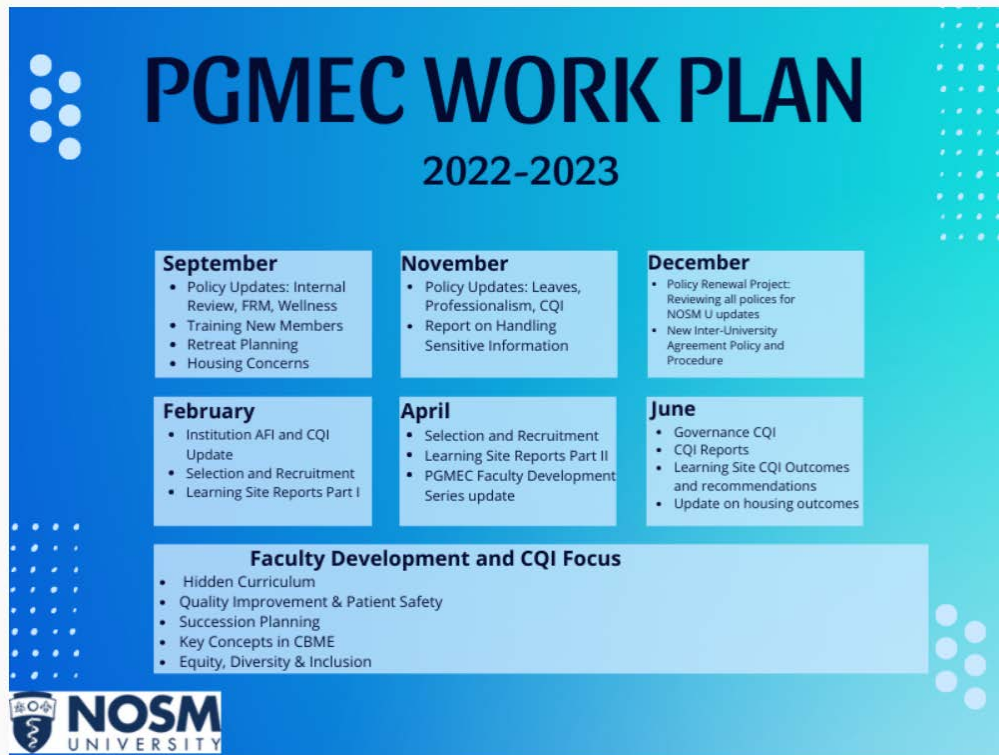 PGMEC WORK PLAN
2022-2023
September
• Policy Updates: Internal
Review, FRM, Wellness
• Training New Members
• Retreat Planning
• Housing Concerns
November
• Policy Updates: Leaves,
Professionalism, CQI
• Report on Handling
Sensitive Information
December
• Policy Renewal Project:
Reviewing all polices for
NOSM U updates
• New Inter-University
Agreement Policy and
Procedure
February
• Institution AFI and CQI
Update
• Selection and Recruitment
• Learning Site Reports Part I
April
• Selection and Recruitment
• Learning Site Reports Part II
• PGMEC Faculty Development
Series update
June
• Governance CQI
• CQI Reports
• Learning Site CQI Outcomes
and recommendations
• Update on housing outcomes
Faculty Development and CQI Focus
• Hidden Curriculum
• Quality Improvement & Patient Safety
• Succession Planning
• Key Concepts in CBME
• Equity, Diversity & Inclusion
NOSM
UNIVERSITY